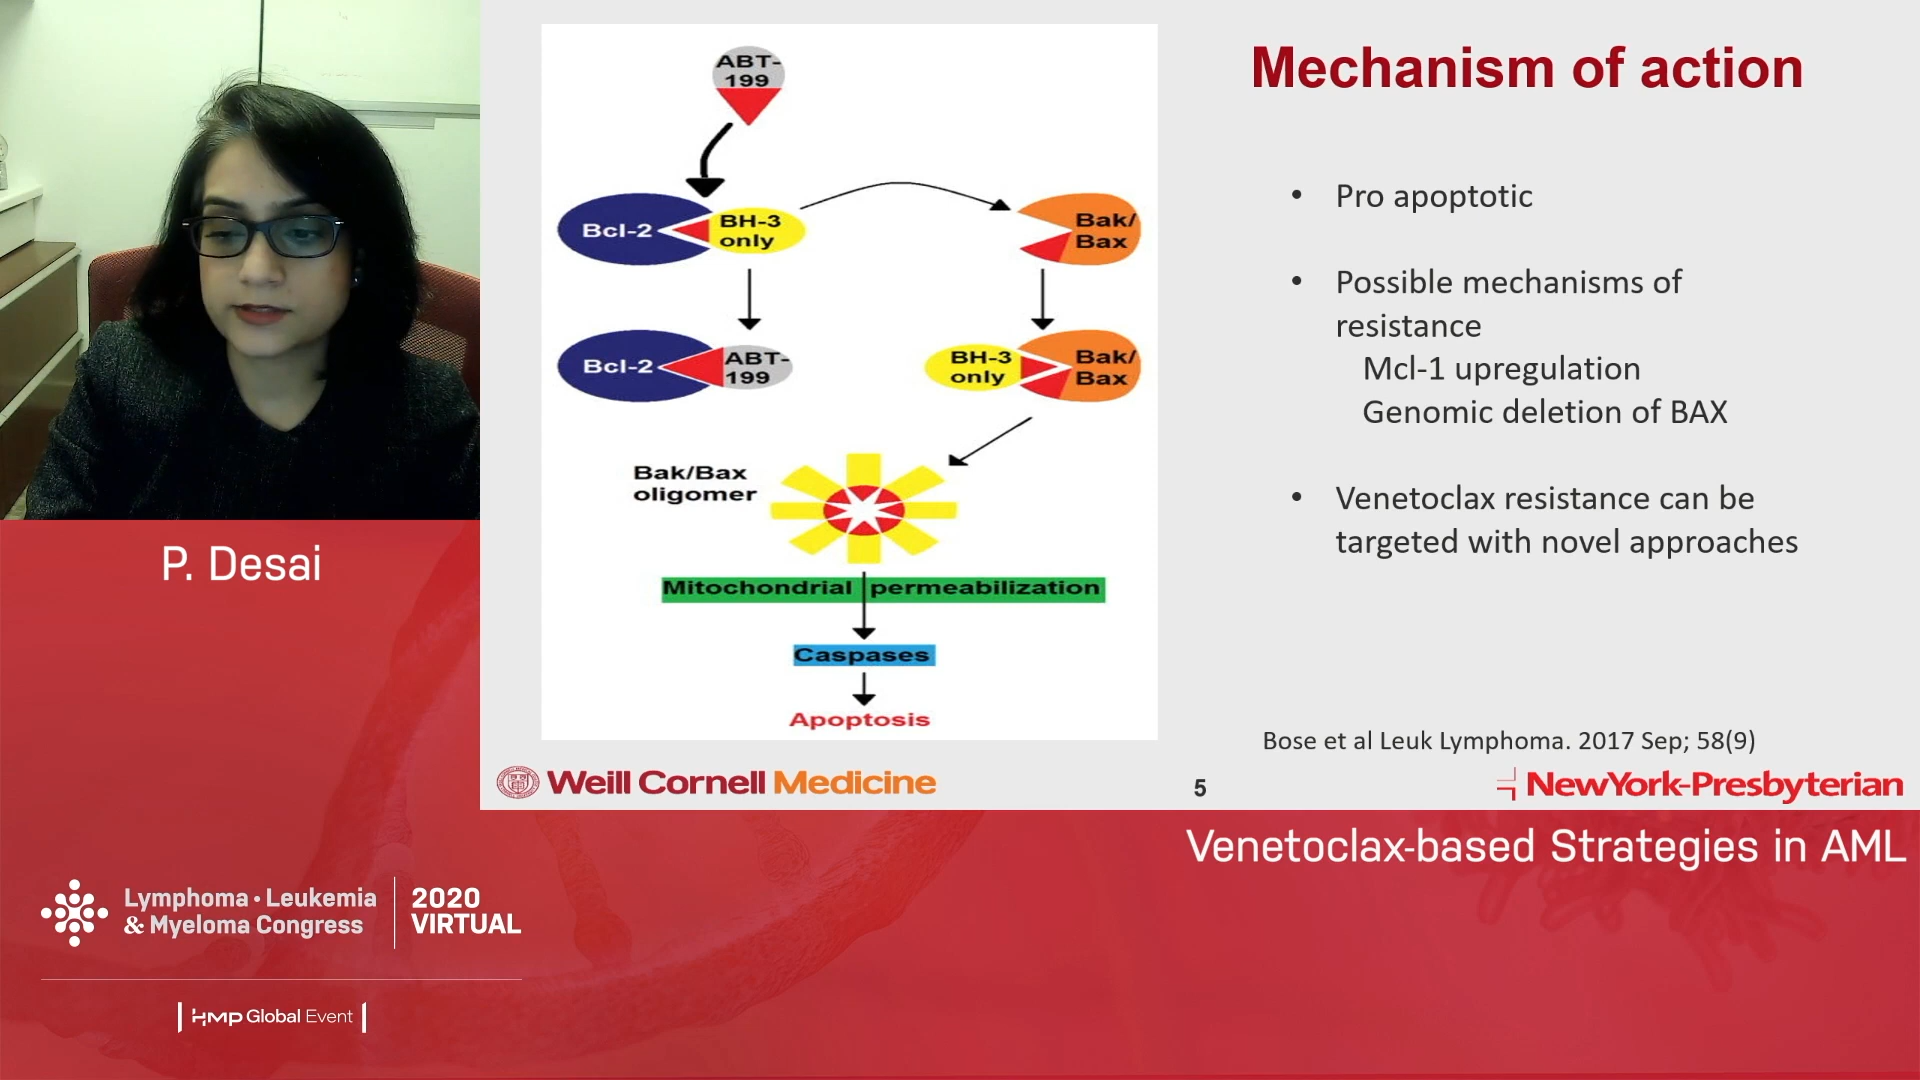 ABT-
199
Bcl-2
BH-3
only
Bak/
Bax
Bcl-2
ABT-
199
BH-3
only
Bak/
Bax
Bak/Bax
oligomer
Mitochondrial permeabilization
Caspases
Apoptosis
Mechanism of action
• Pro apoptotic
• Possible mechanisms of
resistance
Mcl-1 upregulation
Genomic deletion of BAX
• Venetoclax resistance can be
targeted with novel approaches
Bose et al Leuk Lymphoma. 2017 Sep; 58(9)
Weill Cornell Medicine
5
NewYork-Presbyterian
P. Desai
Venetoclax-based Strategies in AML
Lymphoma • Leukemia
& Myeloma Congress
2020
VIRTUAL
HMP Global Event